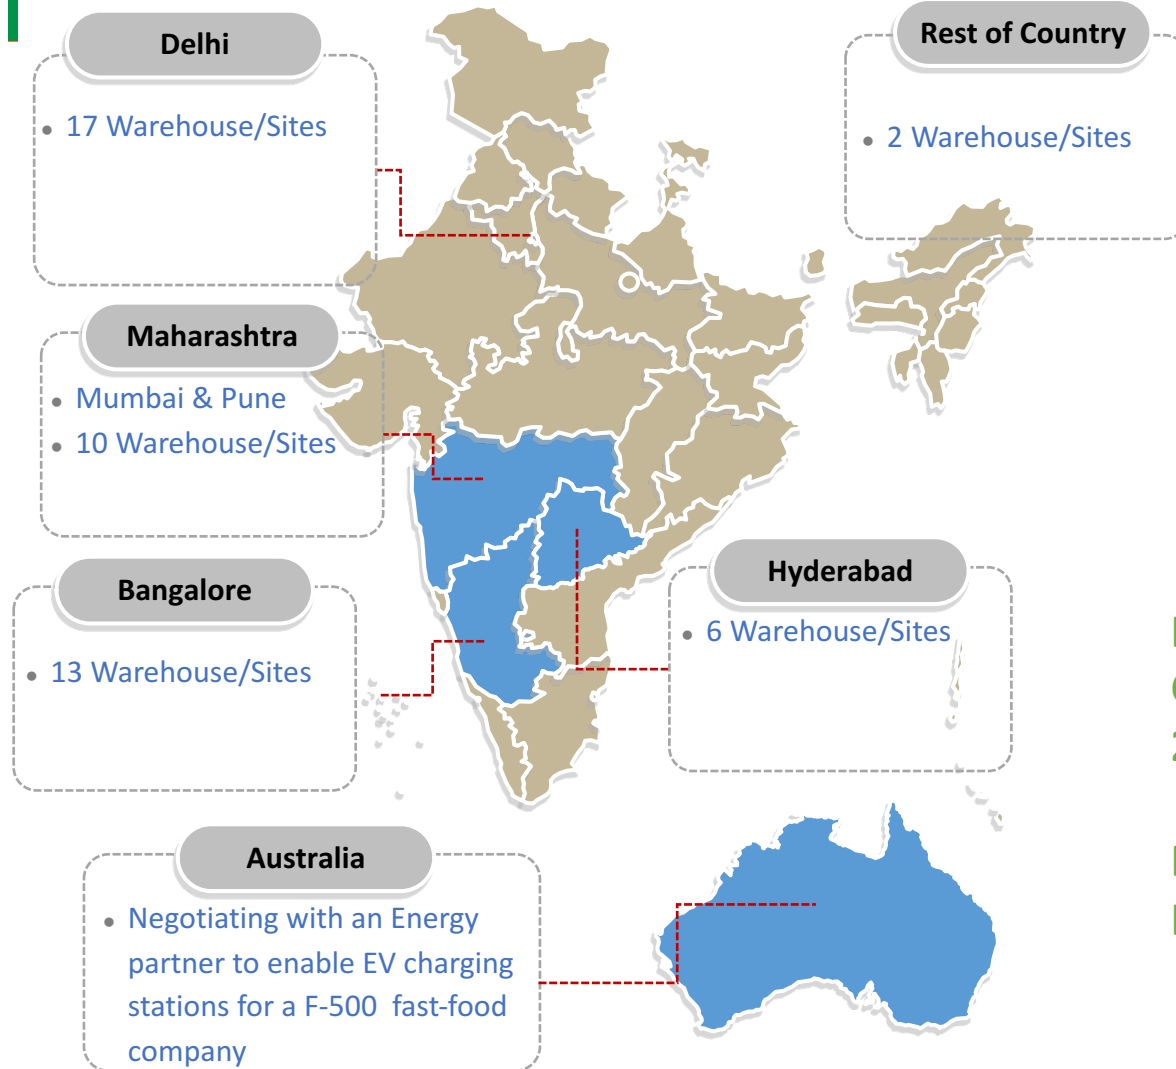 Delhi
• 17 Warehouse/Sites
Rest of Country
• 2 Warehouse/Sites
Maharashtra
• Mumbai & Pune
• 10 Warehouse/Sites
Bangalore
• 13 Warehouse/Sites
Hyderabad
• 6 Warehouse/Sites
Australia
• Negotiating with an Energy
partner to enable EV charging
stations for a F-500 fast-food
company